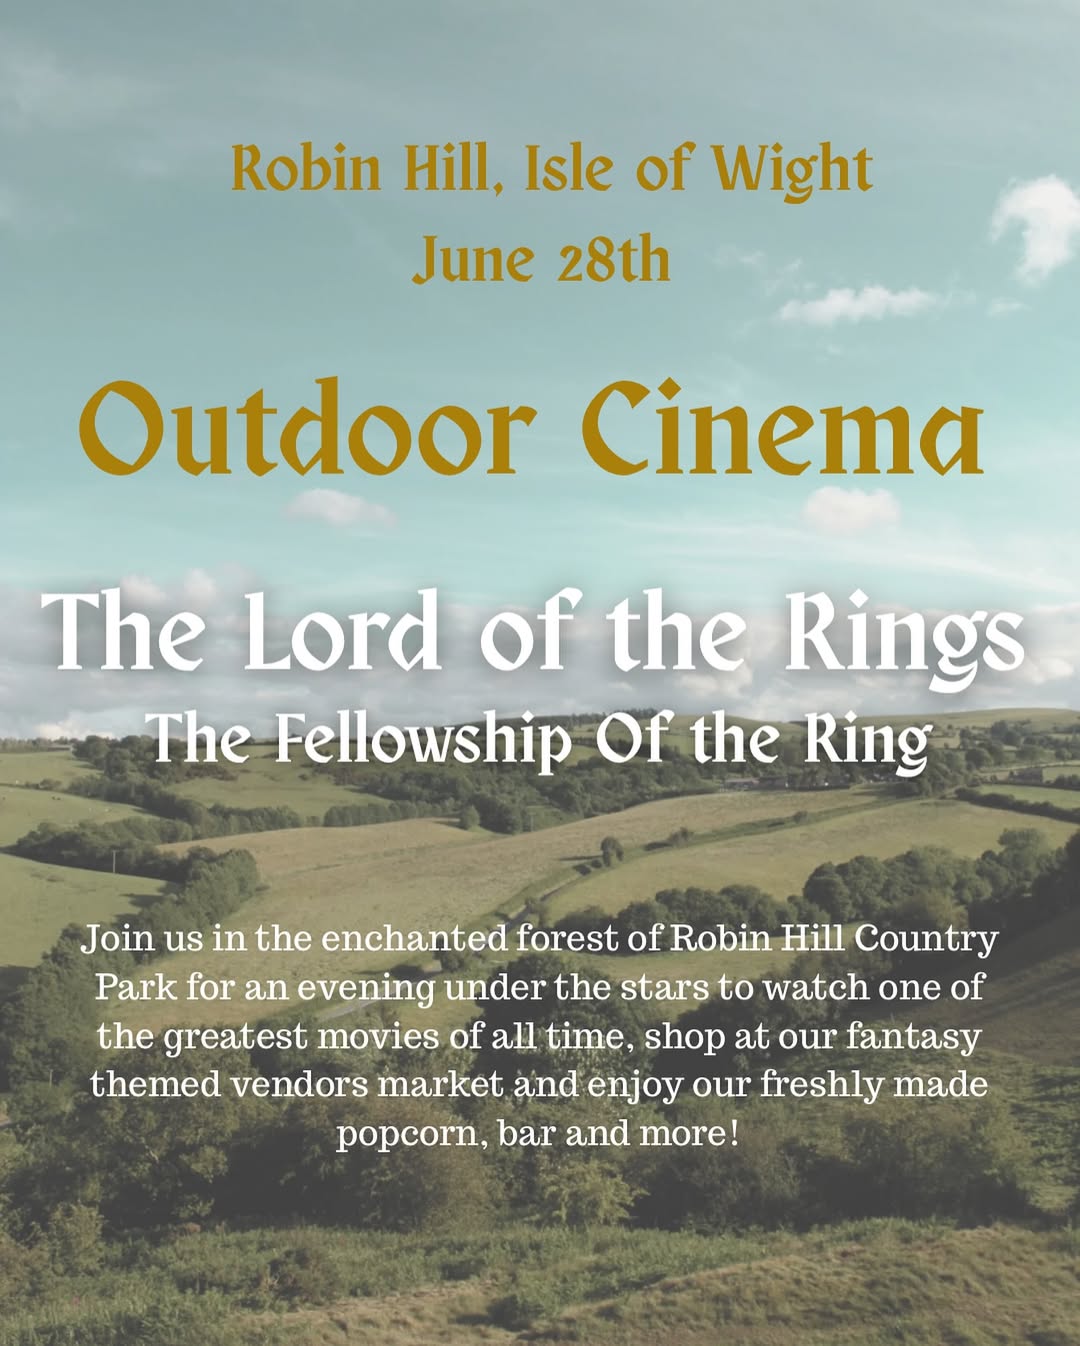 Robin Hill, Isle of Wight
June 28th
Outdoor Cinema
The Lord of the Rings
The Fellowship Of the Ring
Join us in the enchanted forest of Robin Hill Country
Park for an evening under the stars to watch one of
the greatest movies of all time, shop at our fantasy
themed vendors market and enjoy our freshly made
popcorn, bar and more!